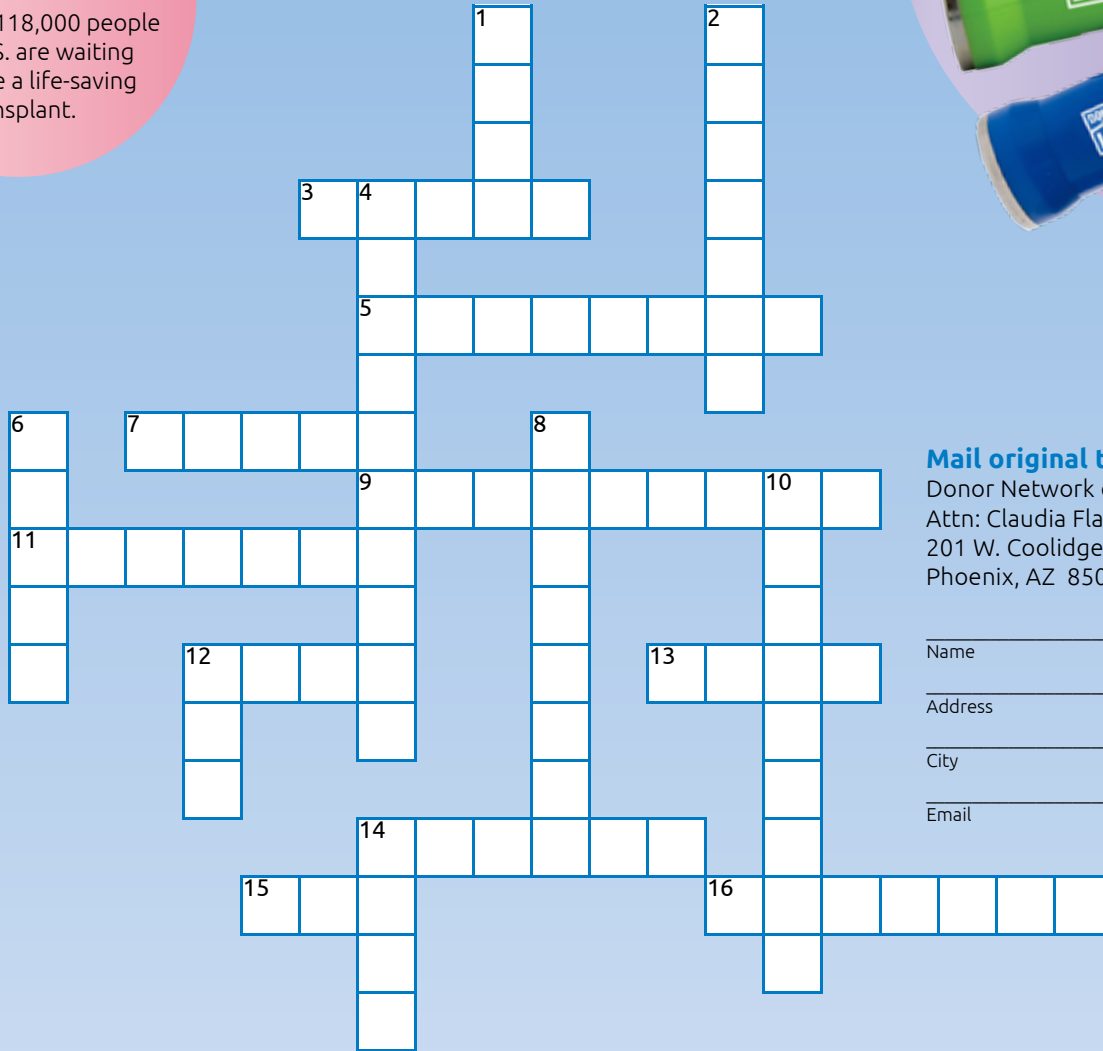 118,000 people
S. are waiting
e a life-saving
nsplant.
1
2
3
4
5
6
7
8
9
10
11
12
13
14
15
16
Mail original t
Donor Network
Attn: Claudia Fla
201 W. Coolidge
Phoenix, AZ 850
Name
Address
City
Email